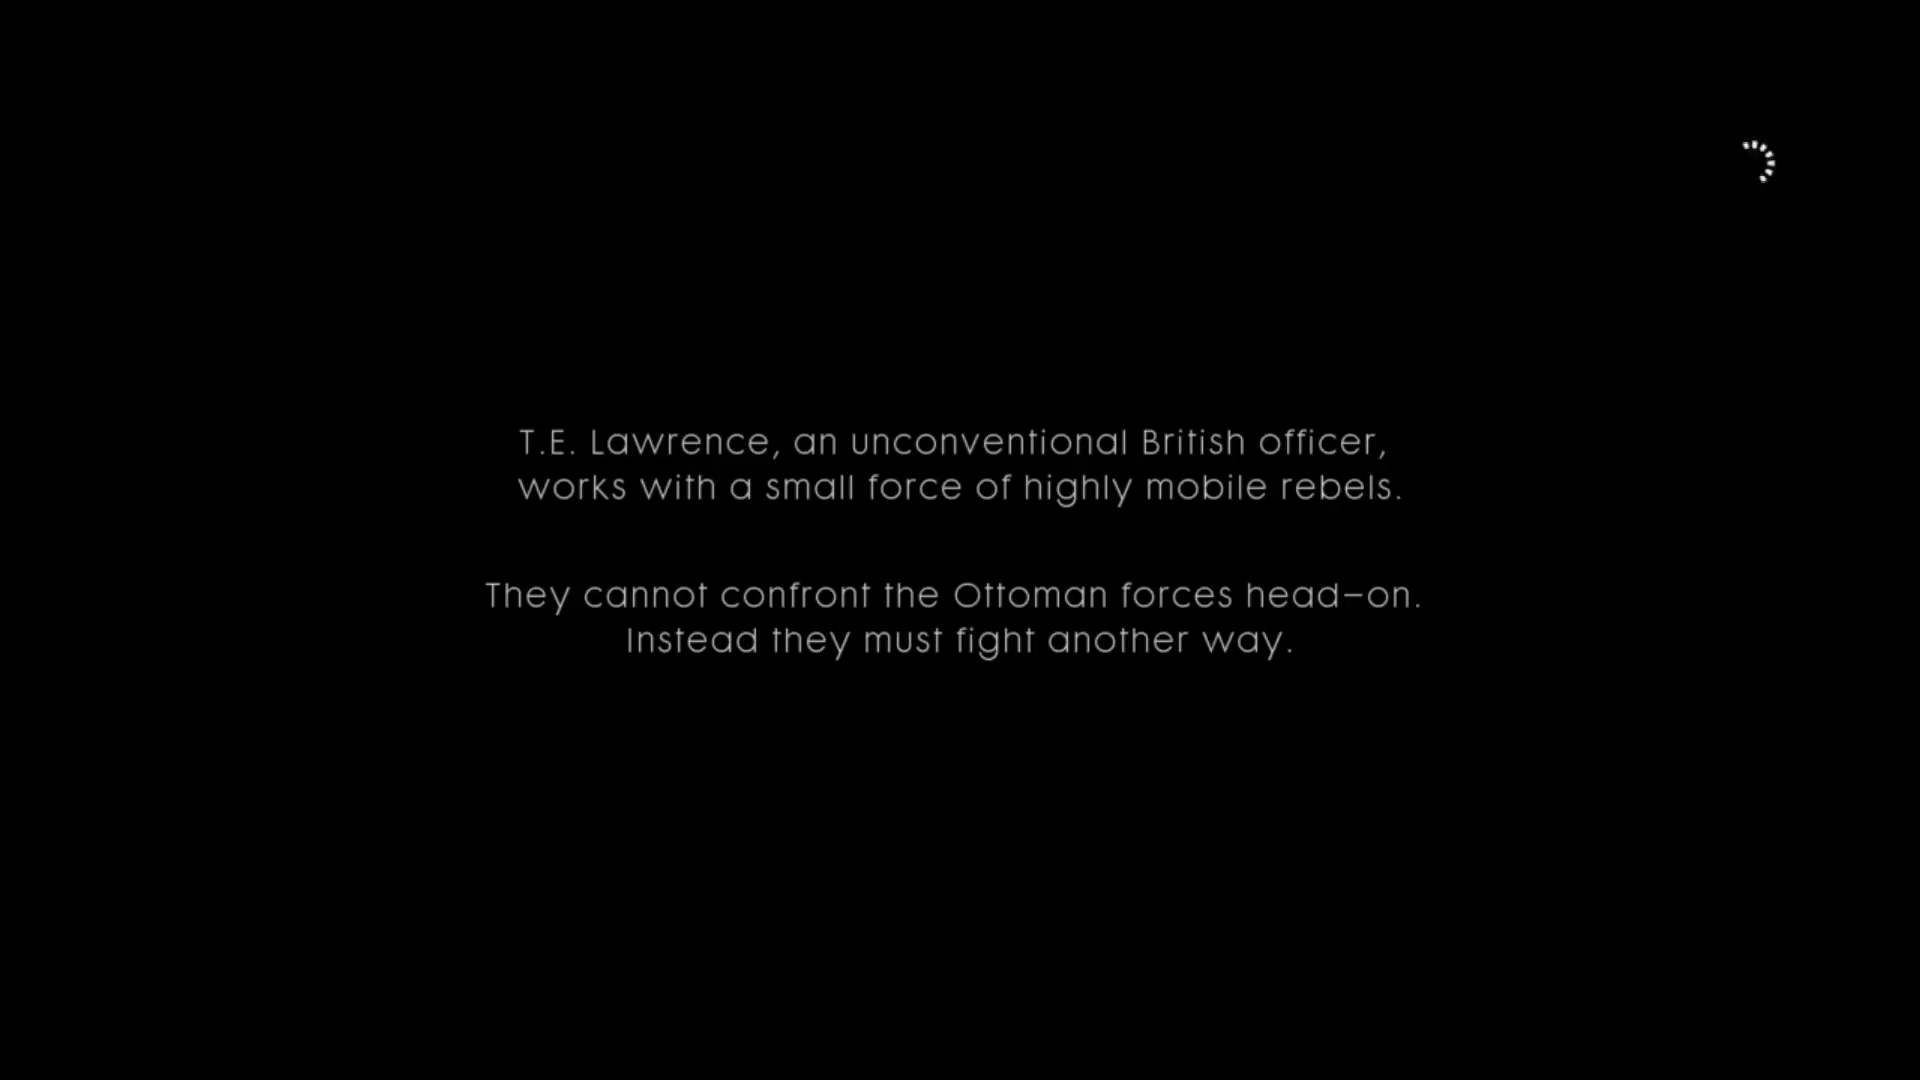 T.E. Lawrence, an unconventional British officer,
works with a small force of highly mobile rebels.
They cannot confront the Ottoman forces head-on.
Instead they must fight another way.